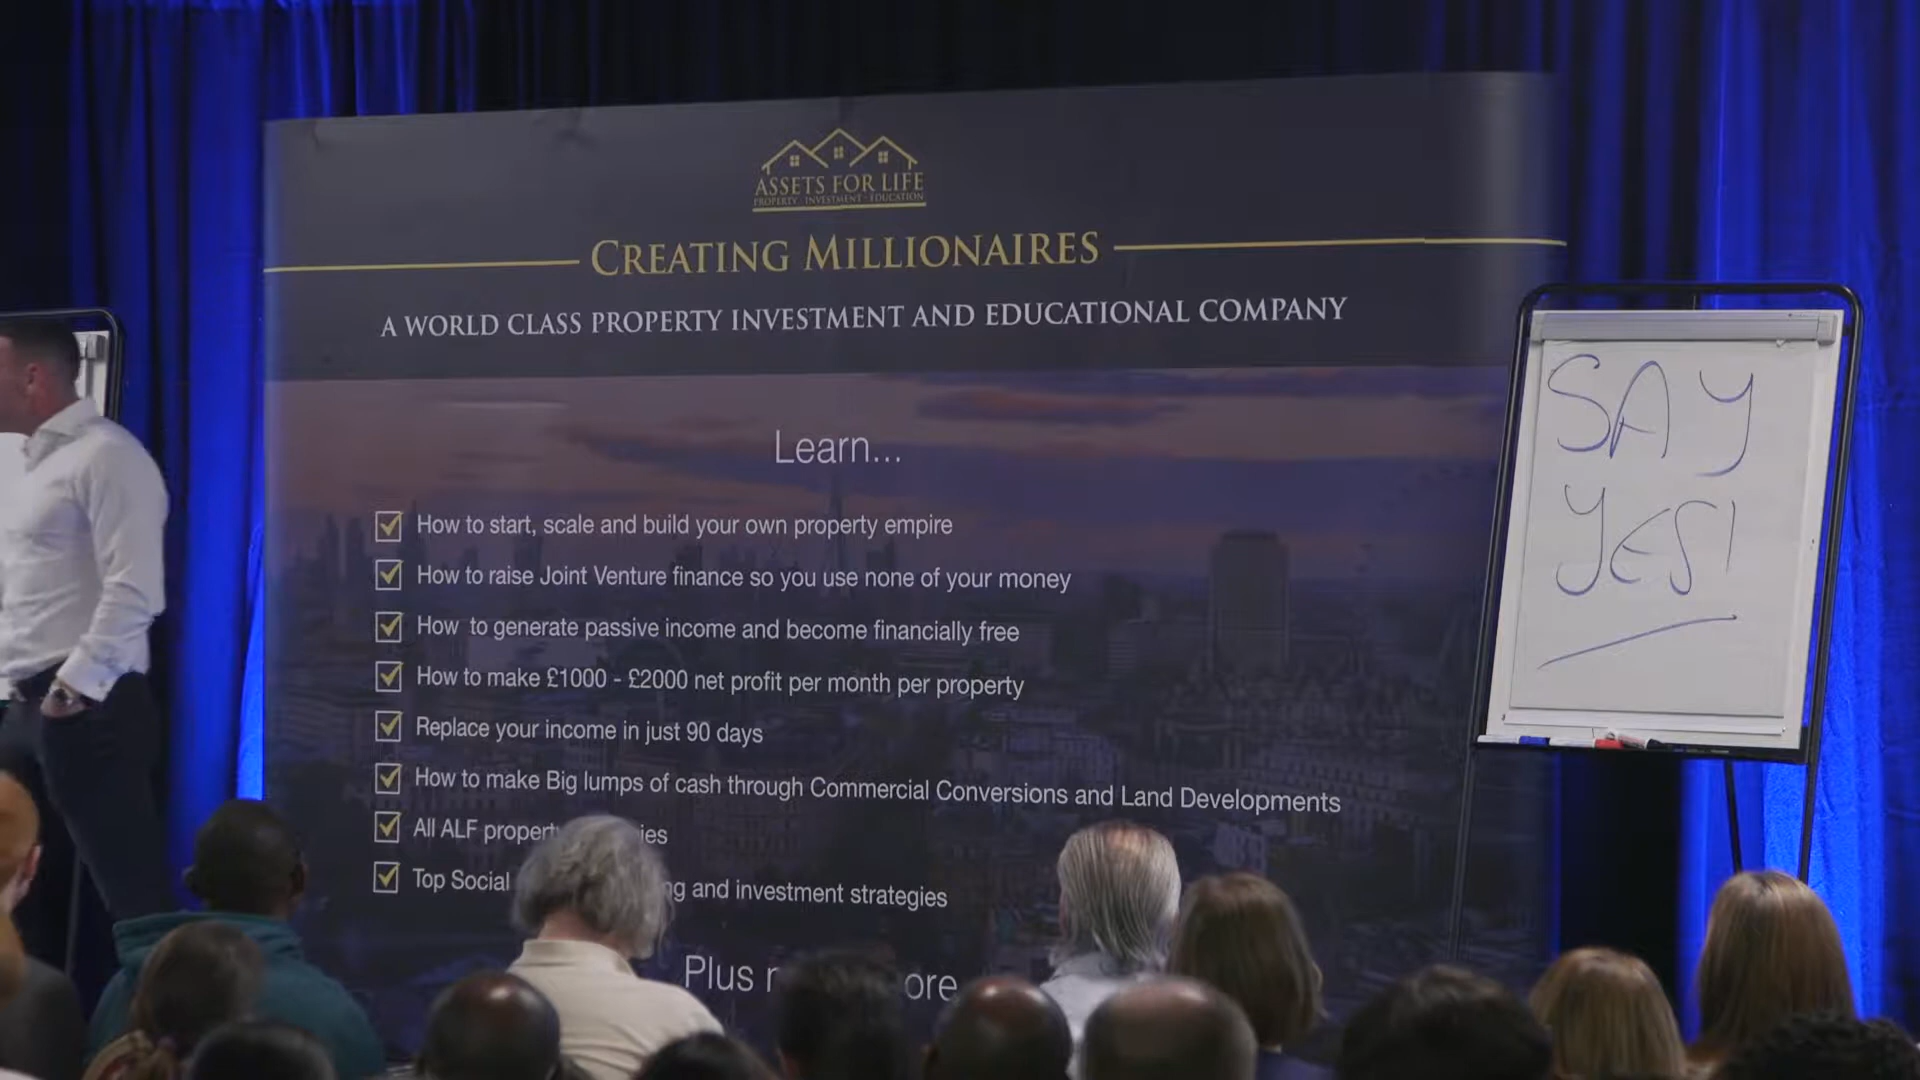 ASSETS FOR LIFE
PROPERTY · INVESTMENT · EDUCATION
CREATING MILLIONAIRES
A WORLD CLASS PROPERTY INVESTMENT AND EDUCATIONAL COMPANY
Learn...
How to start, scale and build your own property empire
How to raise Joint Venture finance so you use none of your money
How to generate passive income and become financially free
How to make £1000 - £2000 net profit per month per property
Replace your income in just 90 days
How to make Big lumps of cash through Commercial Conversions and Land Developments
All ALF
Top Social and investment strategies
Plus
SAY
YES!